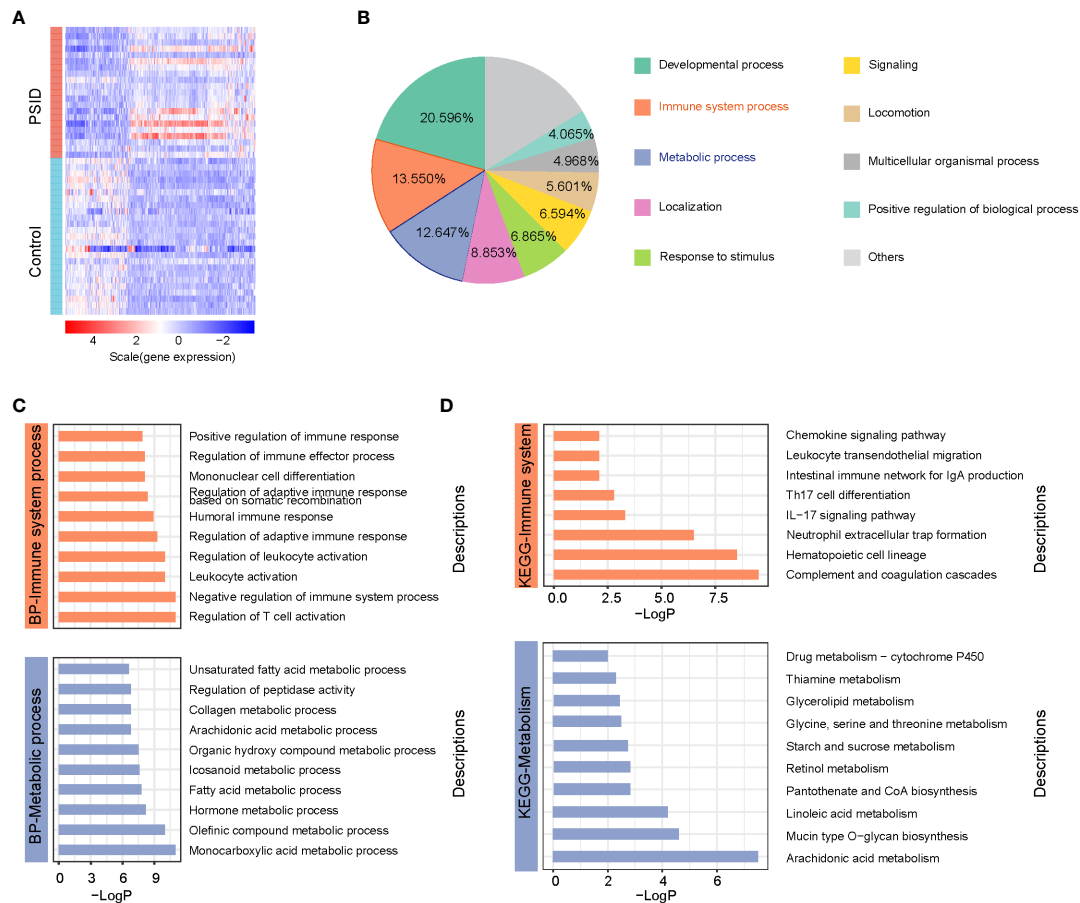 A
PSID
Control
4 2 0 −2
Scale(gene expression)
B
20.596%
13.550%
12.647%
8.853%
6.865%
6.594%
5.601%
4.968%
4.065%
Developmental process
Immune system process
Metabolic process
Localization
Response to stimulus
Signaling
Locomotion
Multicellular organismal process
Positive regulation of biological process
Others
C
BP-Immune system process
Positive regulation of immune response
Regulation of immune effector process
Mononuclear cell differentiation
Regulation of adaptive immune response
based on somatic recombination
Humoral immune response
Regulation of adaptive immune response
Regulation of leukocyte activation
Leukocyte activation
Negative regulation of immune system process
Regulation of T cell activation
Descriptions
BP-Metabolic process
Unsaturated fatty acid metabolic process
Regulation of peptidase activity
Collagen metabolic process
Arachidonic acid metabolic process
Organic hydroxy compound metabolic process
Icosanoid metabolic process
Fatty acid metabolic process
Hormone metabolic process
Olefinic compound metabolic process
Monocarboxylic acid metabolic process
Descriptions
0 3 6 9
−LogP
D
KEGG-Immune system
Chemokine signaling pathway
Leukocyte transendothelial migration
Intestinal immune network for IgA production
Th17 cell differentiation
IL−17 signaling pathway
Neutrophil extracellular trap formation
Hematopoietic cell lineage
Complement and coagulation cascades
Descriptions
0.0 2.5 5.0 7.5
−LogP
KEGG-Metabolism
Drug metabolism − cytochrome P450
Thiamine metabolism
Glycerolipid metabolism
Glycine, serine and threonine metabolism
Starch and sucrose metabolism
Retinol metabolism
Pantothenate and CoA biosynthesis
Linoleic acid metabolism
Mucin type O−glycan biosynthesis
Arachidonic acid metabolism
Descriptions
0 2 4 6
−LogP